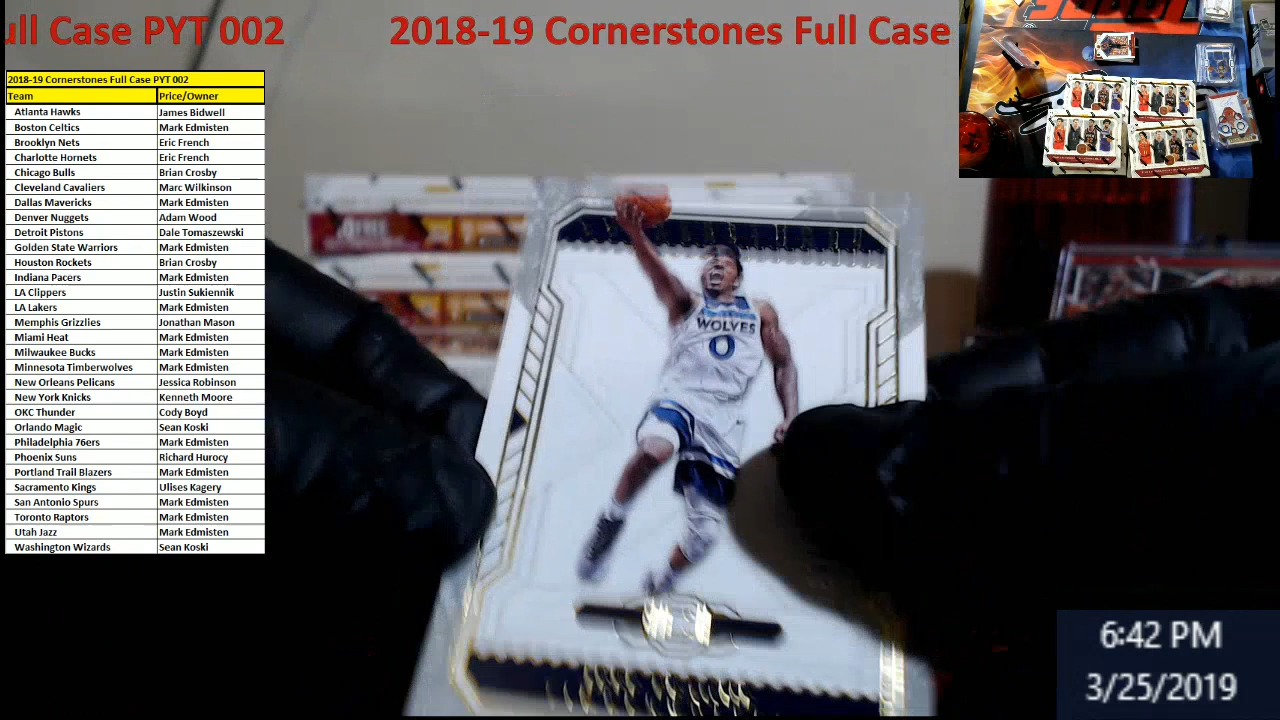 ull Case PYT 002 2018-19 Cornerstones Full Case
2018-19 Cornerstones Full Case PYT 002
Team Price/Owner
Atlanta Hawks James Bidwell
Boston Celtics Mark Edmisten
Brooklyn Nets Eric French
Charlotte Hornets Eric French
Chicago Bulls Brian Crosby
Cleveland Cavaliers Marc Wilkinson
Dallas Mavericks Mark Edmisten
Denver Nuggets Adam Wood
Detroit Pistons Dale Tomaszewski
Golden State Warriors Mark Edmisten
Houston Rockets Brian Crosby
Indiana Pacers Mark Edmisten
LA Clippers Justin Sukiennik
LA Lakers Mark Edmisten
Memphis Grizzlies Jonathan Mason
Miami Heat Mark Edmisten
Milwaukee Bucks Mark Edmisten
Minnesota Timberwolves Mark Edmisten
New Orleans Pelicans Jessica Robinson
New York Knicks Kenneth Moore
OKC Thunder Cody Boyd
Orlando Magic Sean Koski
Philadelphia 76ers Mark Edmisten
Phoenix Suns Richard Hurocy
Portland Trail Blazers Mark Edmisten
Sacramento Kings Ulises Kagery
San Antonio Spurs Mark Edmisten
Toronto Raptors Mark Edmisten
Utah Jazz Mark Edmisten
Washington Wizards Sean Koski
WOLVES
0
6:42 PM
3/25/2019